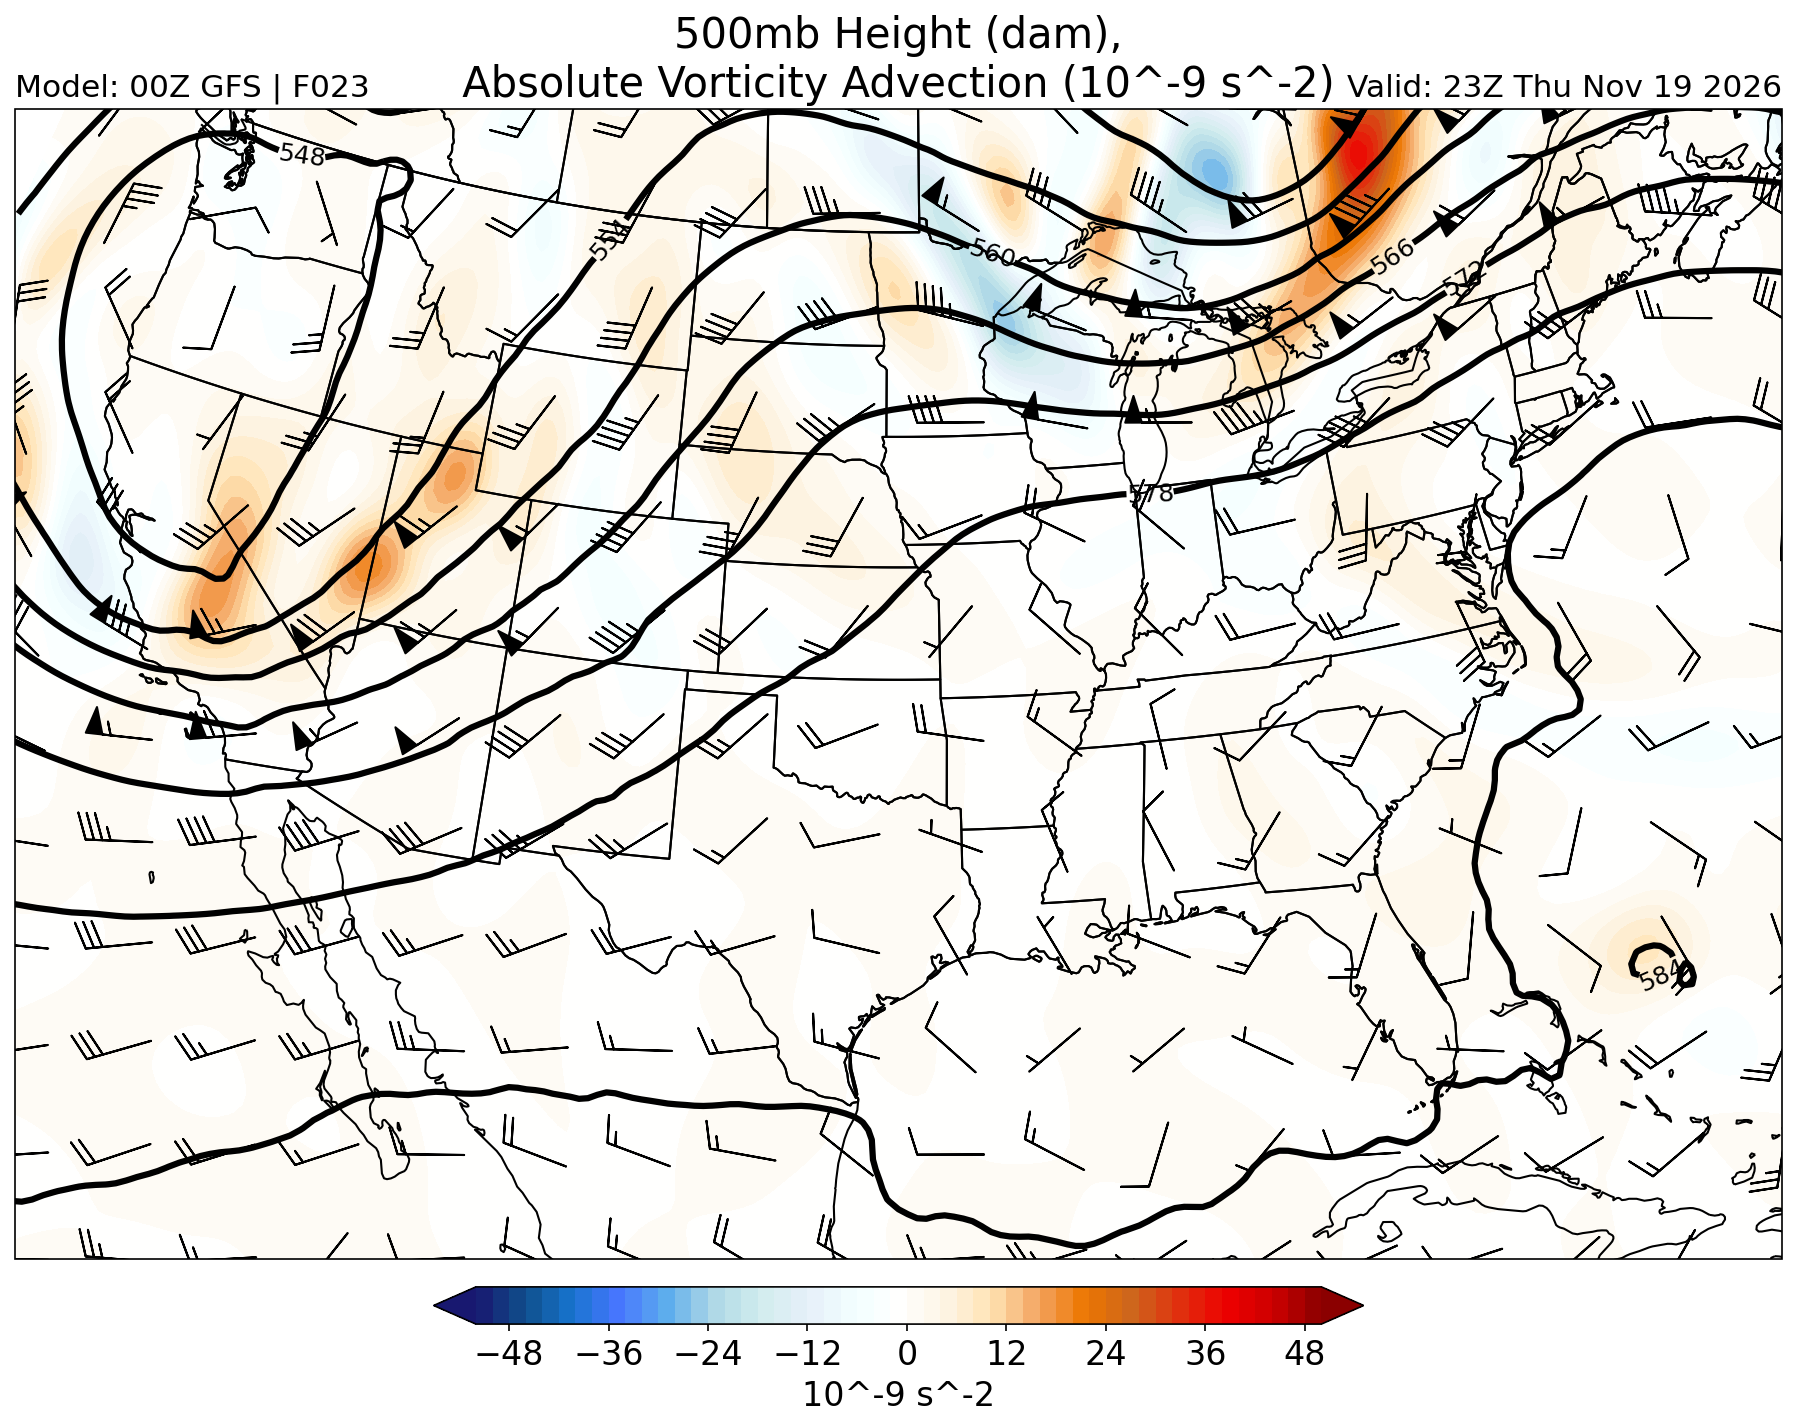 500mb Height (dam),
Model: 00Z GFS | F023
Absolute Vorticity Advection (10^-9 s^-2)
Valid: 23Z Thu Nov 19 2026
548
554
560
566
572
578
584
−48 −36 −24 −12 0 12 24 36 48
10^-9 s^-2